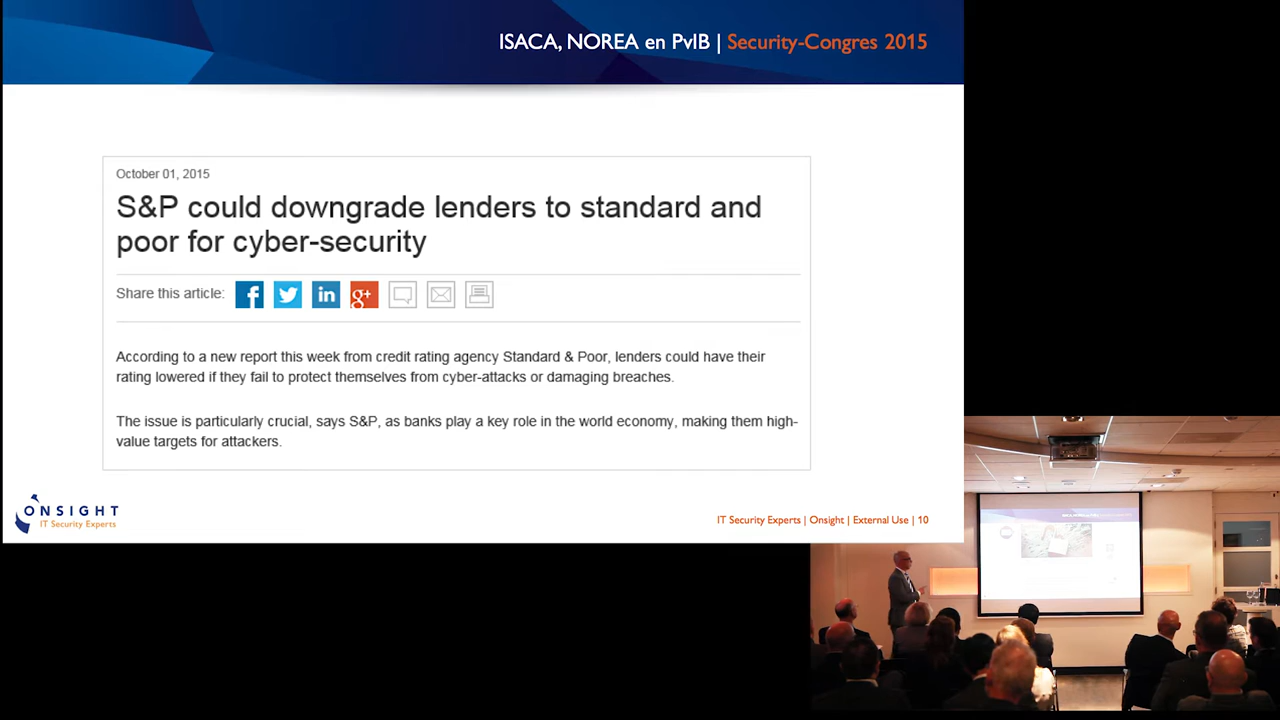 ISACA, NOREA en PvIB | Security-Congres 2015
October 01, 2015
S&P could downgrade lenders to standard and
poor for cyber-security
Share this article:
According to a new report this week from credit rating agency Standard & Poor, lenders could have their
rating lowered if they fail to protect themselves from cyber-attacks or damaging breaches.
The issue is particularly crucial, says S&P, as banks play a key role in the world economy, making them high-
value targets for attackers.
ONSIGHT
IT Security Experts
IT Security Experts | Onsight | External Use | 10